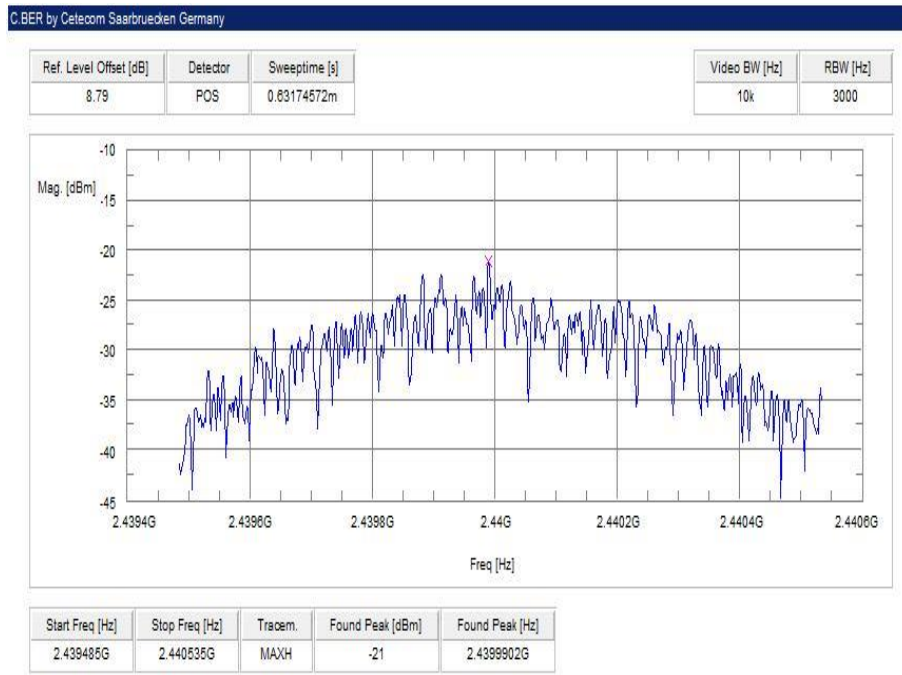 C.BER by Cetecom Saarbruecken Germany
Ref. Level Offset [dB] Detector Sweeptime [s] Video BW [Hz] RBW [Hz]
8.79 POS 0.63174572m 10k 3000
Mag. [dBm]
-10
-15
-20
-25
-30
-35
-40
-45
2.4394G 2.4396G 2.4398G 2.44G 2.4402G 2.4404G 2.4406G
Freq [Hz]
Start Freq [Hz] Stop Freq [Hz] Tracem. Found Peak [dBm] Found Peak [Hz]
2.439485G 2.440535G MAXH -21 2.4399902G